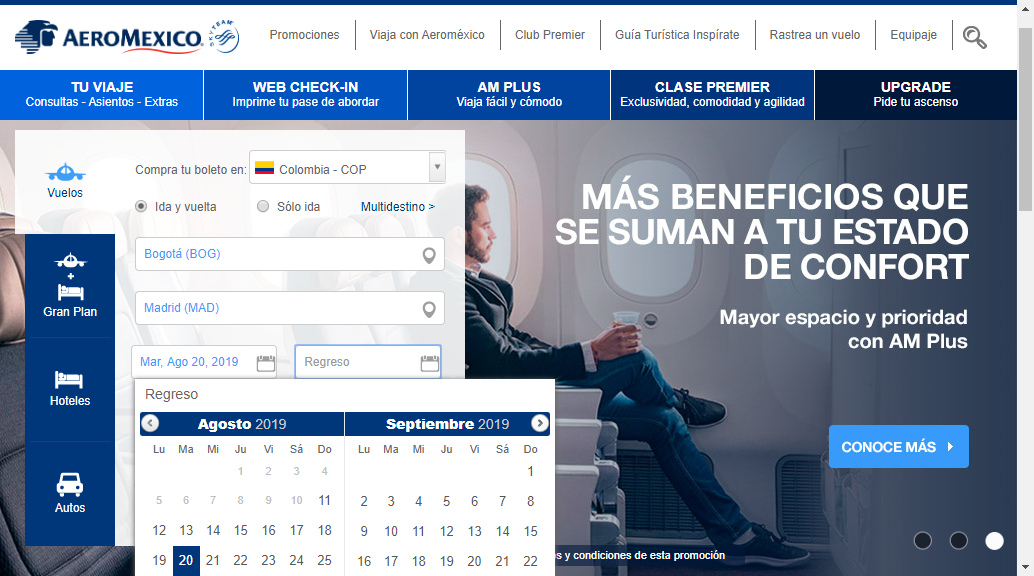 AEROMEXICO
SKYTEAM
Promociones
Viaja con Aeroméxico
Club Premier
Guía Turística Inspírate
Rastrea un vuelo
Equipaje
TU VIAJE
Consultas - Asientos - Extras
WEB CHECK-IN
Imprime tu pase de abordar
AM PLUS
Viaja fácil y cómodo
CLASE PREMIER
Exclusividad, comodidad y agilidad
UPGRADE
Pide tu ascenso
Vuelos
Compra tu boleto en: Colombia - COP
Ida y vuelta Sólo ida Multidestino >
Bogotá (BOG)
Madrid (MAD)
Mar, Ago 20, 2019 Regreso
+
Gran Plan
Hoteles
Autos
Regreso
Agosto 2019
Lu Ma Mi Ju Vi Sá Do
1 2 3 4
5 6 7 8 9 10 11
12 13 14 15 16 17 18
19 20 21 22 23 24 25
Septiembre 2019
Lu Ma Mi Ju Vi Sá Do
1
2 3 4 5 6 7 8
9 10 11 12 13 14 15
16 17 18 19 20 21 22
MÁS BENEFICIOS QUE
SE SUMAN A TU ESTADO
DE CONFORT
Mayor espacio y prioridad
con AM Plus
CONOCE MÁS
y condiciones de esta promoción